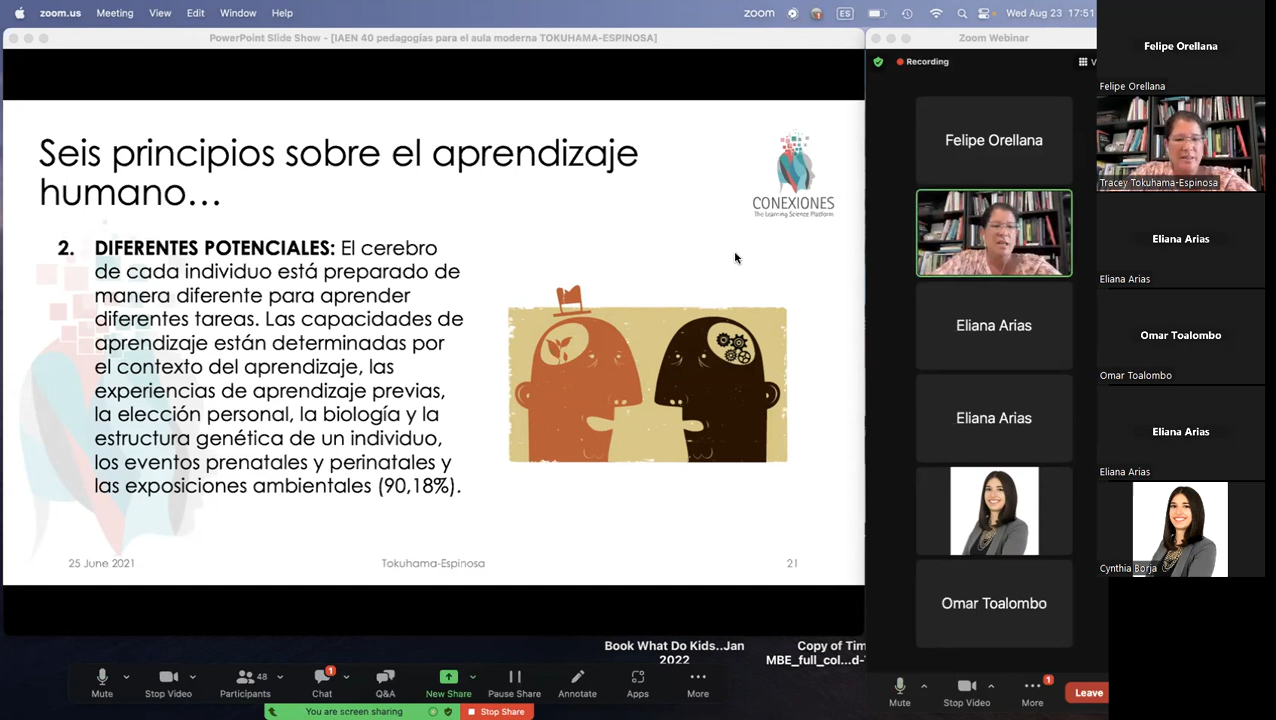 zoom.us Meeting View Edit Window Help
zoom ES Wed Aug 23 17:51
PowerPoint Slide Show - [IAEN 40 pedagogías para el aula moderna TOKUHAMA-ESPINOSA]
Seis principios sobre el aprendizaje
humano…
CONEXIONES
The Learning Science Platform
2. DIFERENTES POTENCIALES: El cerebro
de cada individuo está preparado de
manera diferente para aprender
diferentes tareas. Las capacidades de
aprendizaje están determinadas por
el contexto del aprendizaje, las
experiencias de aprendizaje previas,
la elección personal, la biología y la
estructura genética de un individuo,
los eventos prenatales y perinatales y
las exposiciones ambientales (90,18%).
25 June 2021 Tokuhama-Espinosa 21
Book What Do Kids..Jan
2022
Copy of Tim
MBE_full_col...d-
Mute Stop Video Participants 48 Chat 1 Q&A New Share Pause Share Annotate Apps More
You are screen sharing Stop Share
Zoom Webinar
Recording V
Felipe Orellana
Eliana Arias
Eliana Arias
Omar Toalombo
Mute Stop Video More 1 Leave
Felipe Orellana
Felipe Orellana
Tracey Tokuhama-Espinosa
Eliana Arias
Eliana Arias
Omar Toalombo
Omar Toalombo
Eliana Arias
Eliana Arias
Cynthia Borja